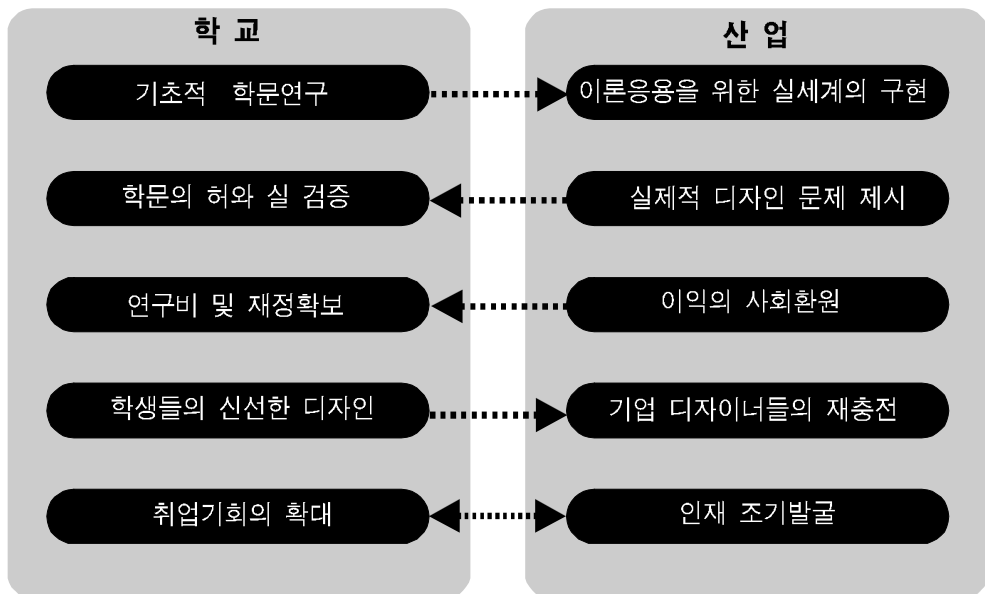 학 교
산 업
기초적 학문연구
이론응용을 위한 실세계의 구현
학문의 허와 실 검증
실제적 디자인 문제 제시
연구비 및 재정확보
이익의 사회환원
학생들의 신선한 디자인
기업 디자이너들의 재충전
취업기회의 확대
인재 조기발굴